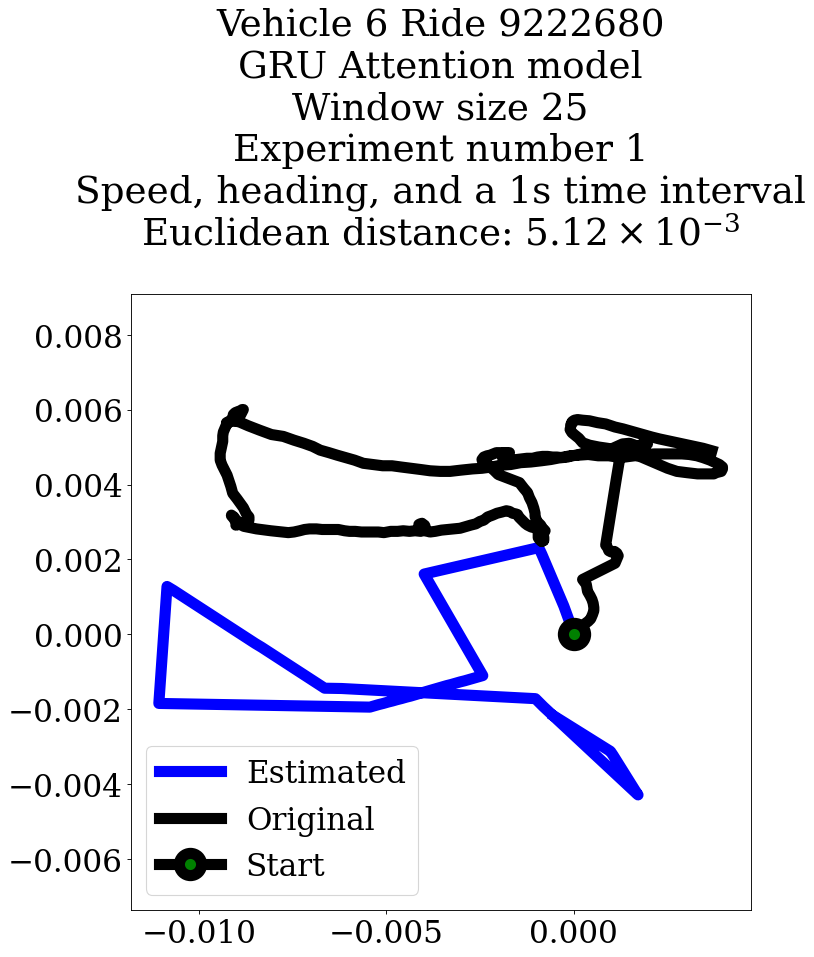 Vehicle 6 Ride 9222680
GRU Attention model
Window size 25
Experiment number 1
Speed, heading, and a 1s time interval
Euclidean distance: 5.12 × 10⁻³
0.008
0.006
0.004
0.002
0.000
−0.002
−0.004
−0.006
Estimated
Original
Start
−0.010
−0.005
0.000